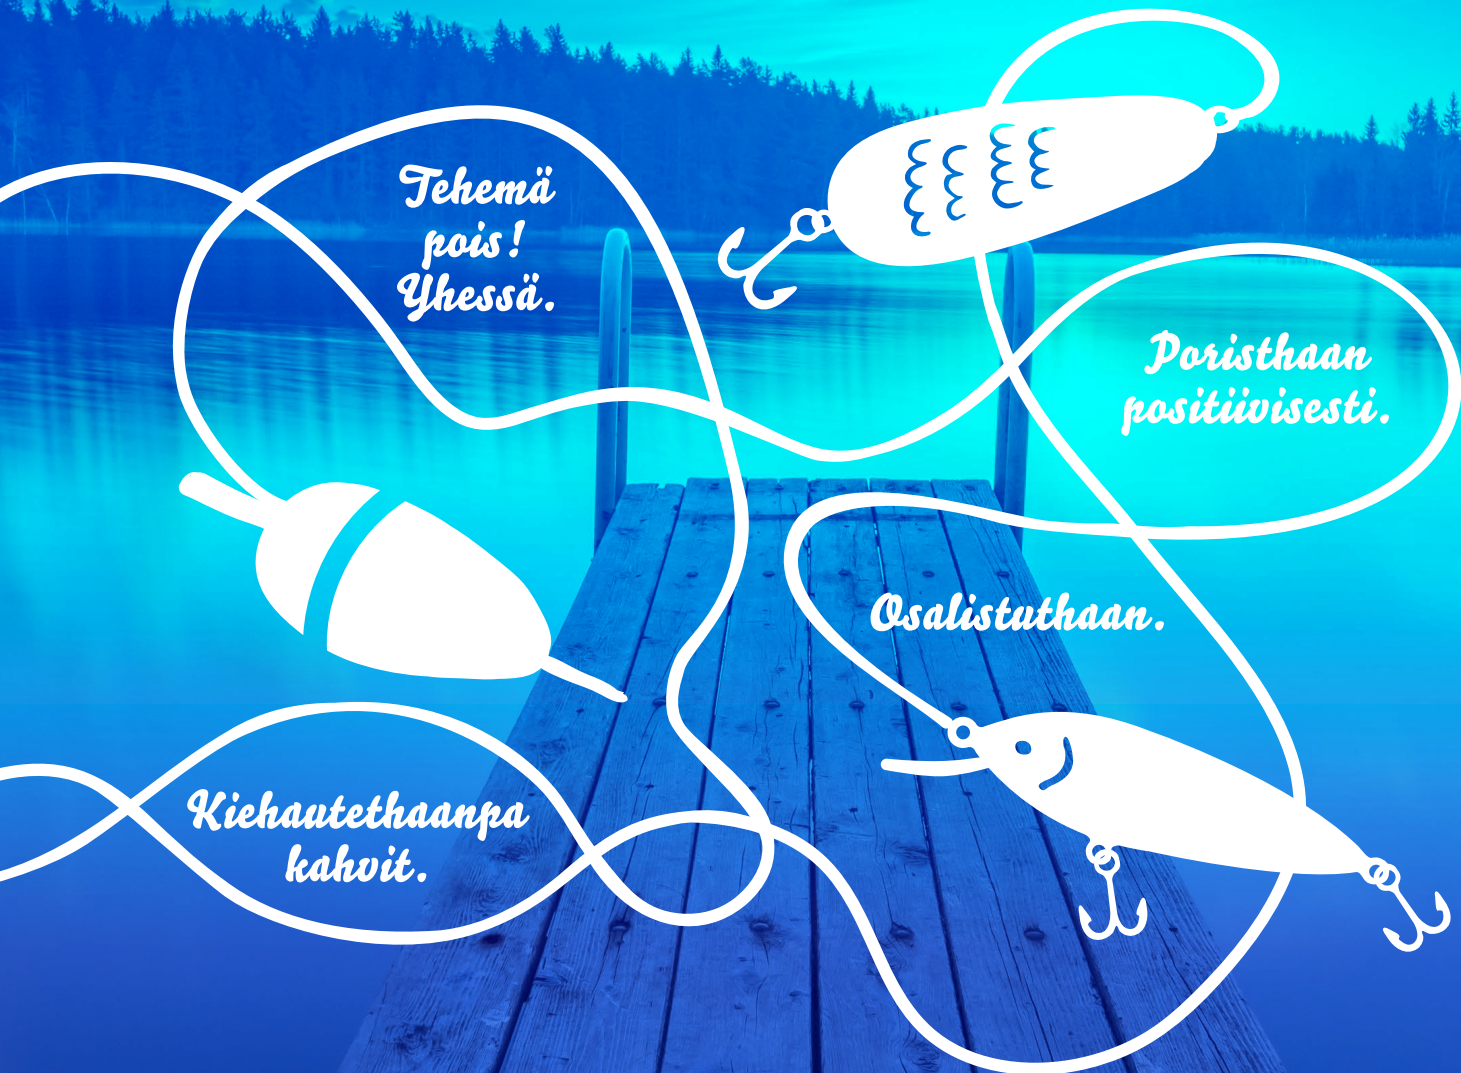 Tehemä
pois!
Yhessä.
Poristhaan
positiivisesti.
Osalistuthaan.
Kiehautethaanpa
kahvit.